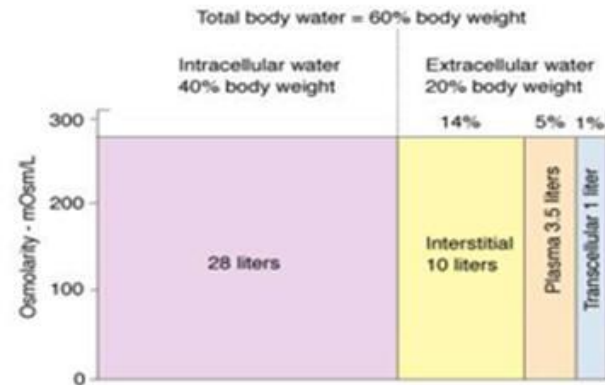 Total body water = 60% body weight
Intracellular water
40% body weight
Extracellular water
20% body weight
14% 5% 1%
300
200
100
0
Osmolarity - mOsm/L
28 liters
Interstitial
10 liters
Plasma 3.5 liters
Transcellular 1 liter